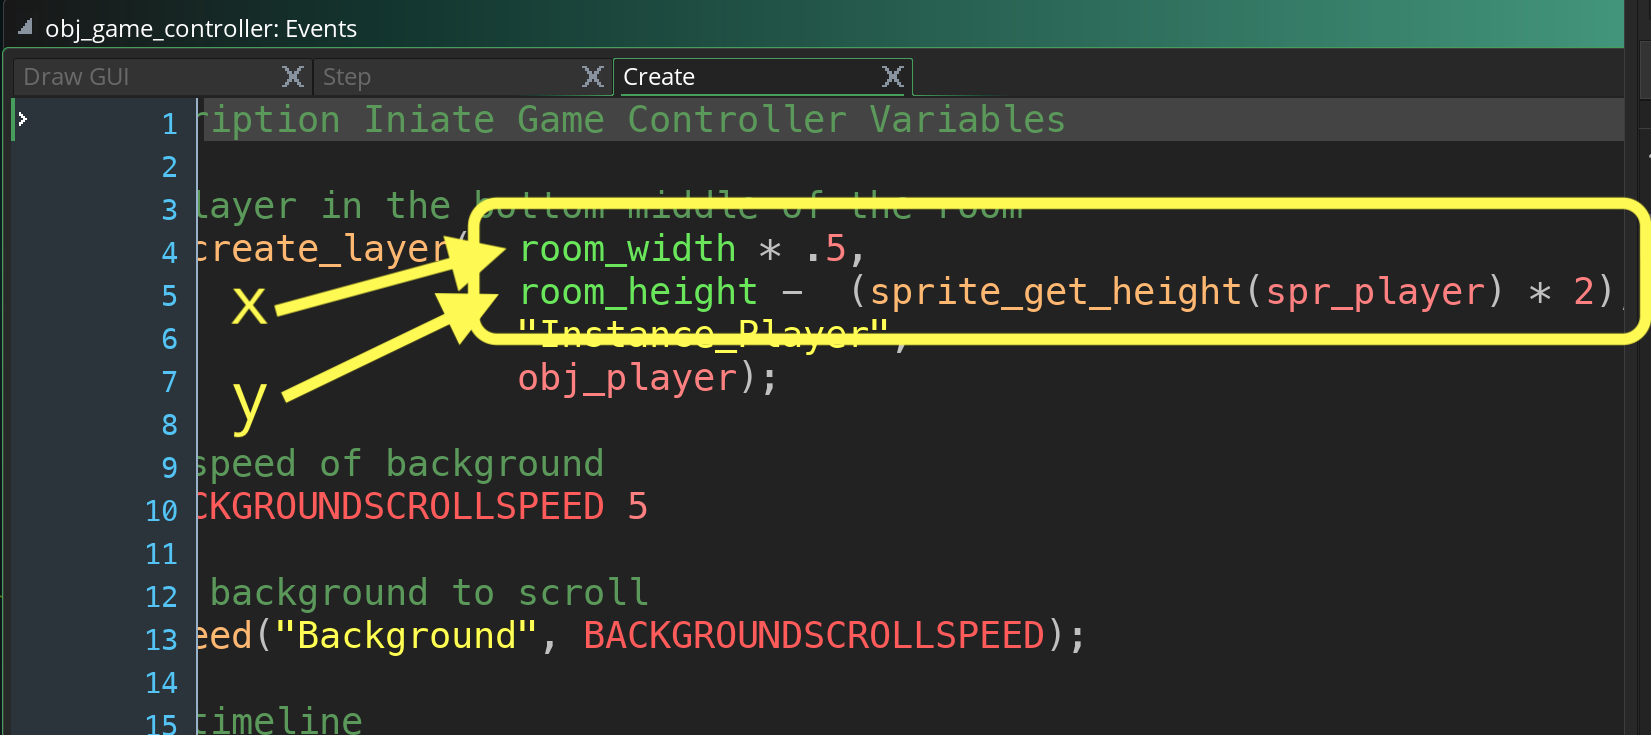 obj_game_controller: Events
Draw GUI Step Create
1 ription Iniate Game Controller Variables
2
3 layer in the bottom middle of the room
4 create_layer( room_width * .5,
5 room_height - (sprite_get_height(spr_player) * 2),
x
6 "Instance_Player",
7 obj_player);
y
8
9 speed of background
10 CKGROUNDSCROLLSPEED 5
11
12 background to scroll
13 eed("Background", BACKGROUNDSCROLLSPEED);
14
15 timeline